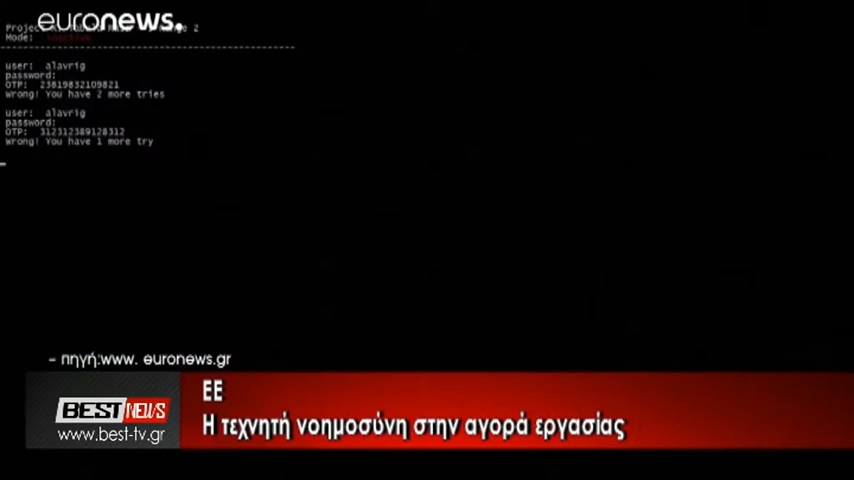 euronews.
Mode:
user: alavrig
password:
OTP: 23819832109821
Wrong! You have 2 more tries
user: alavrig
password:
OTP: 312312389128312
Wrong! You have 1 more try
– πηγή:www. euronews.gr
ΕΕ
BEST NEWS
Η τεχνητή νοημοσύνη στην αγορά εργασίας
www.best-tv.gr